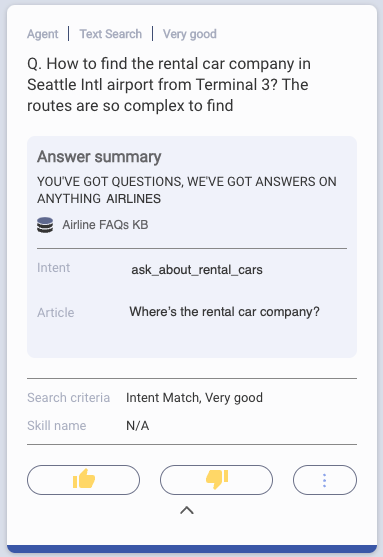 Agent | Text Search | Very good
Q. How to find the rental car company in
Seattle Intl airport from Terminal 3? The
routes are so complex to find
Answer summary
YOU'VE GOT QUESTIONS, WE'VE GOT ANSWERS ON
ANYTHING AIRLINES
Airline FAQs KB
Intent ask_about_rental_cars
Article Where's the rental car company?
Search criteria Intent Match, Very good
Skill name N/A